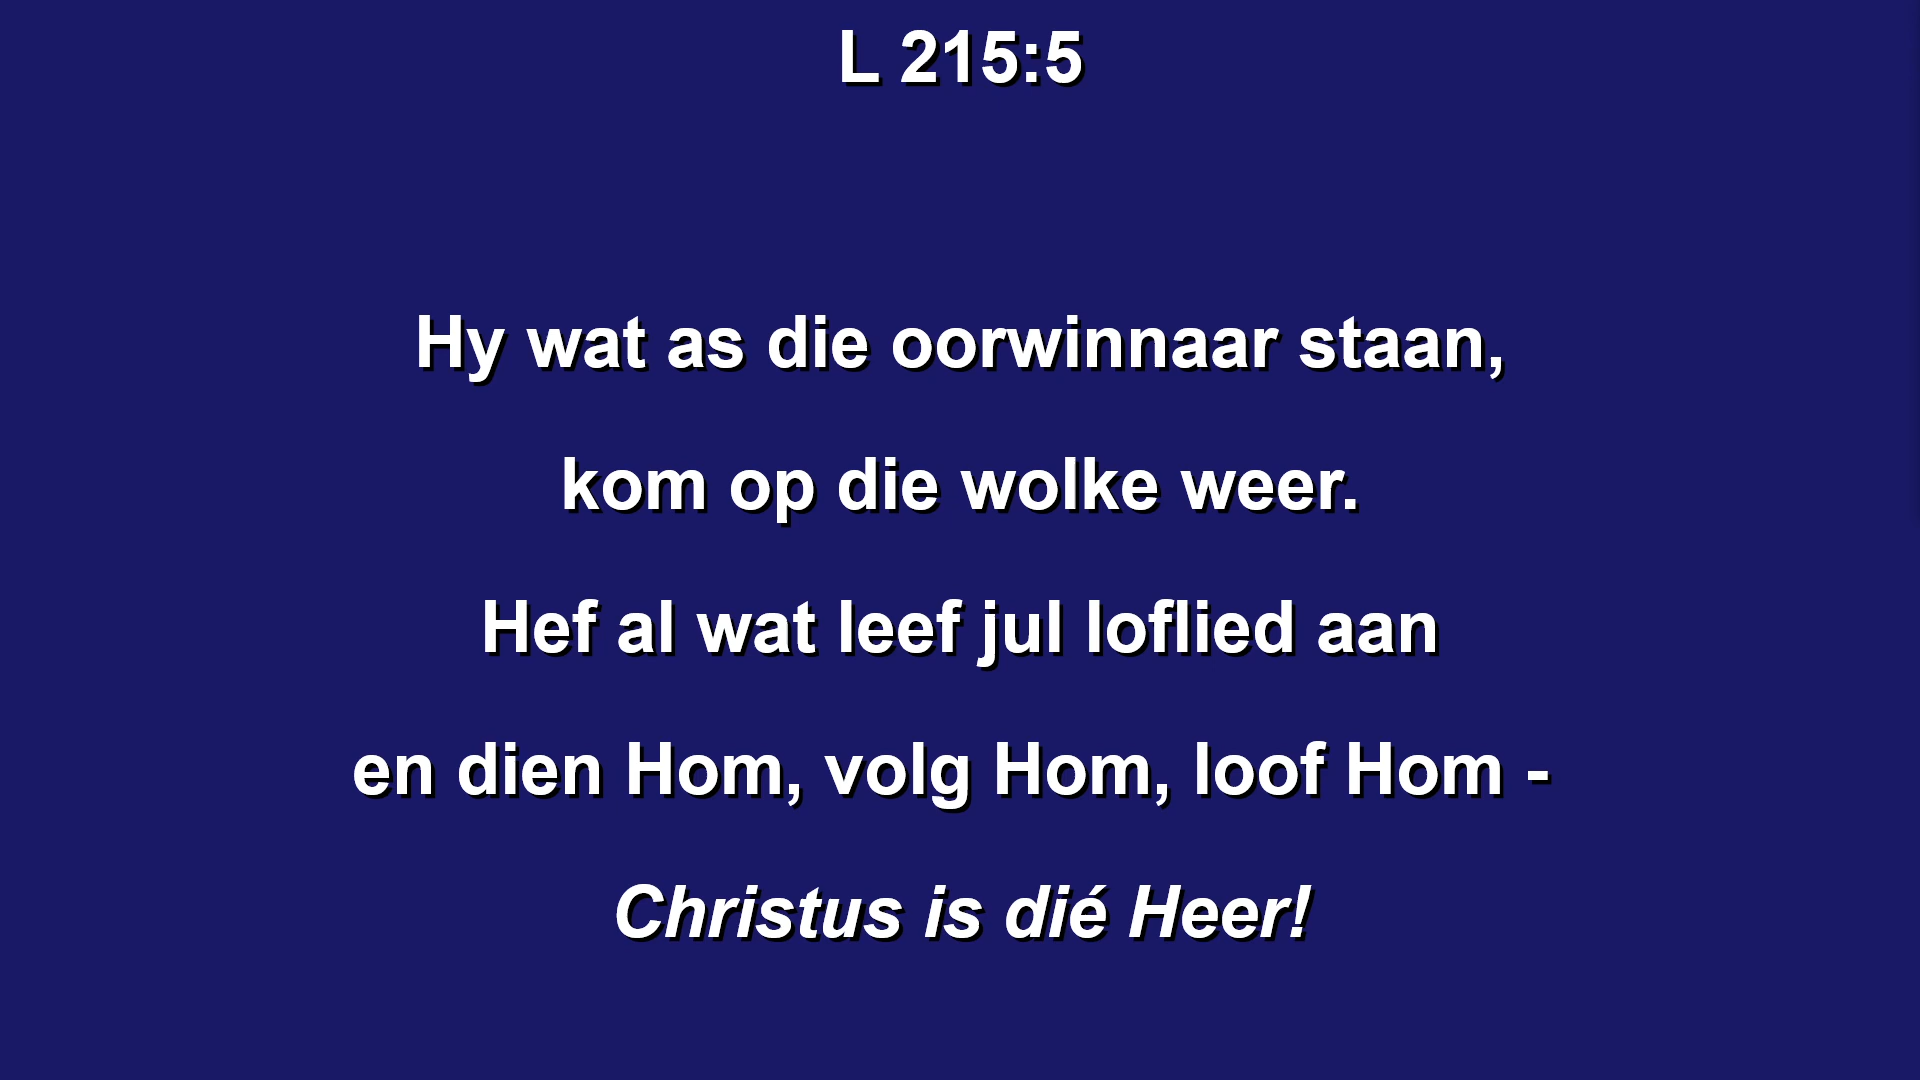 L 215:5
Hy wat as die oorwinnaar staan,
kom op die wolke weer.
Hef al wat leef jul loflied aan
en dien Hom, volg Hom, loof Hom -
Christus is dié Heer!